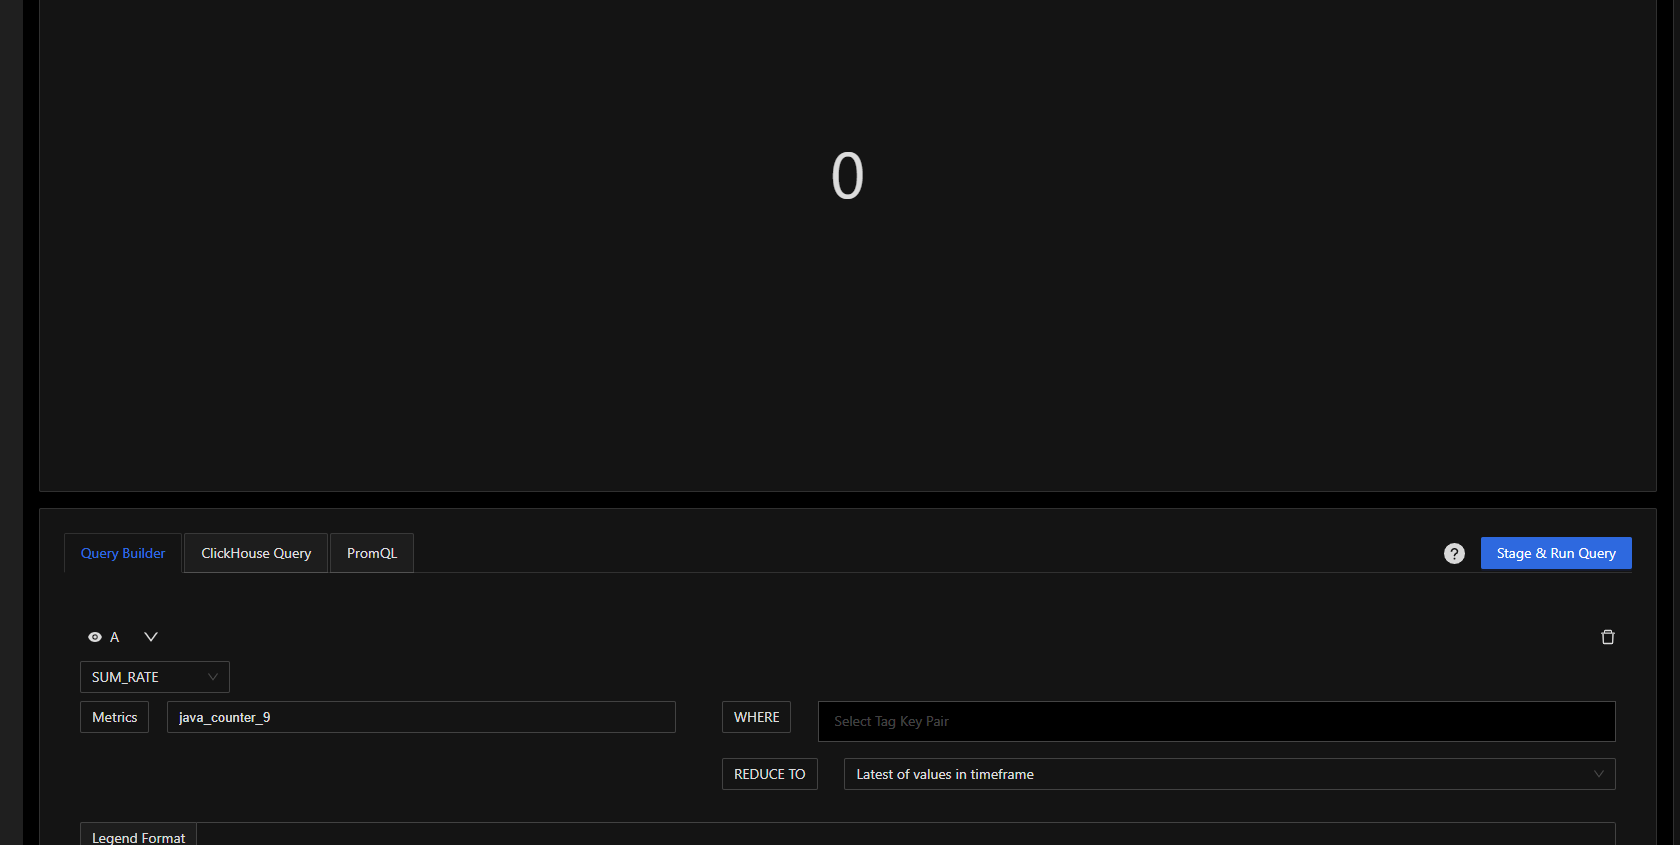 0
Query Builder
ClickHouse Query
PromQL
?
Stage & Run Query
A
SUM_RATE
Metrics
java_counter_9
WHERE
Select Tag Key Pair
REDUCE TO
Latest of values in timeframe
Legend Format